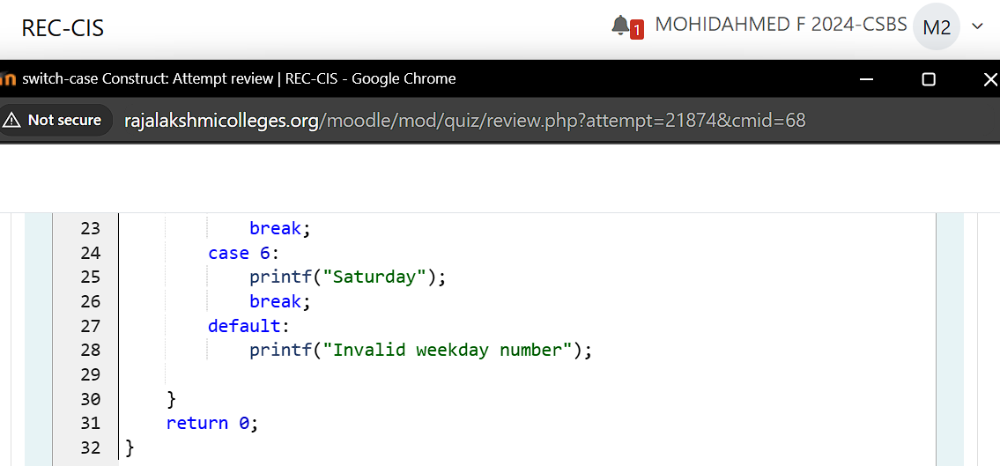 REC-CIS
1 MOHIDAHMED F 2024-CSBS M2
switch-case Construct: Attempt review | REC-CIS - Google Chrome
Not secure rajalakshmicolleges.org/moodle/mod/quiz/review.php?attempt=21874&cmid=68
23 break;
24 case 6:
25 printf("Saturday");
26 break;
27 default:
28 printf("Invalid weekday number");
29
30 }
31 return 0;
32 }